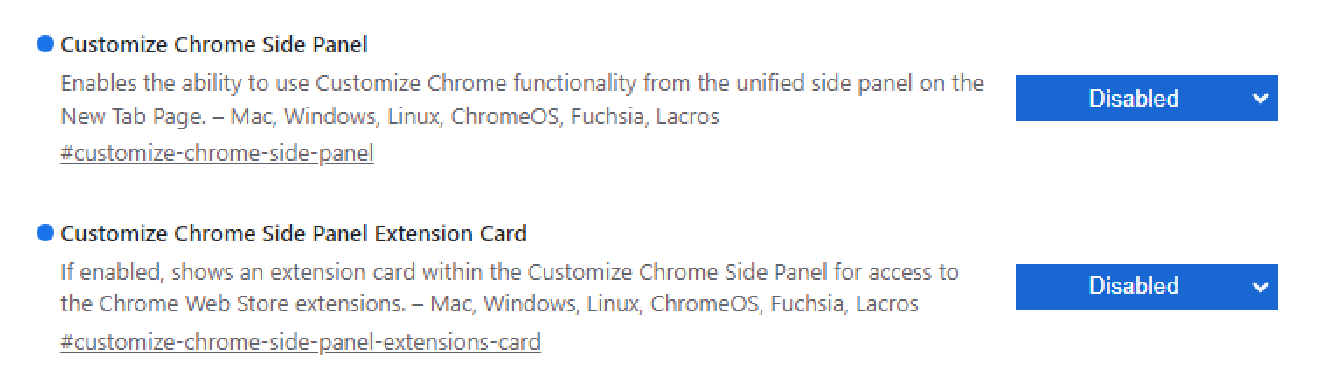 Customize Chrome Side Panel
Enables the ability to use Customize Chrome functionality from the unified side panel on the
New Tab Page. – Mac, Windows, Linux, ChromeOS, Fuchsia, Lacros
#customize-chrome-side-panel
Disabled
Customize Chrome Side Panel Extension Card
If enabled, shows an extension card within the Customize Chrome Side Panel for access to
the Chrome Web Store extensions. – Mac, Windows, Linux, ChromeOS, Fuchsia, Lacros
#customize-chrome-side-panel-extensions-card
Disabled